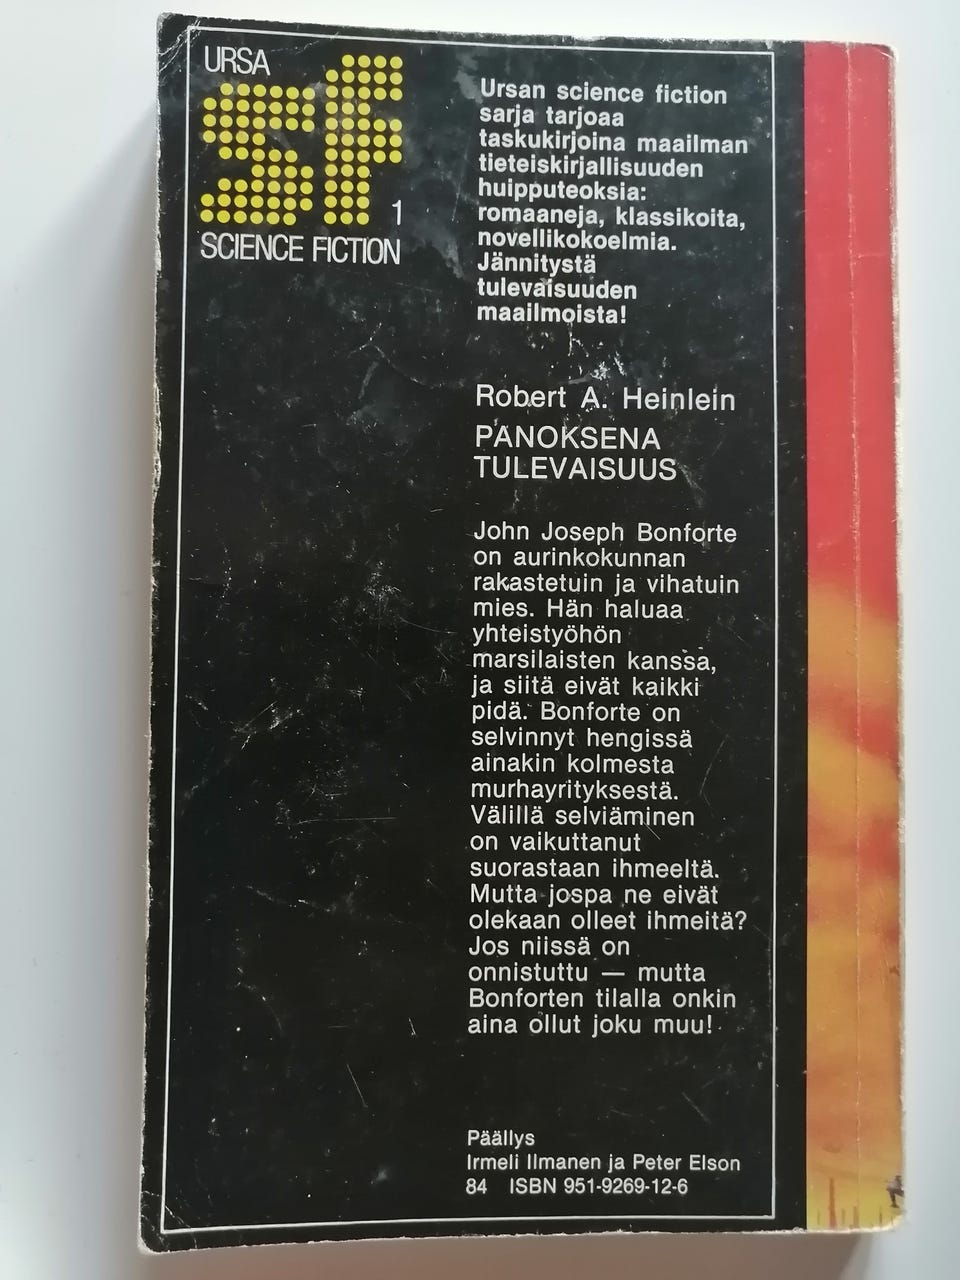 URSA
sf 1
SCIENCE FICTION
Ursan science fiction
sarja tarjoaa
taskukirjoina maailman
tieteiskirjallisuuden
huipputeoksia:
romaaneja, klassikoita,
novellikokoelmia.
Jännitystä
tulevaisuuden
maailmoista!
Robert A. Heinlein
PANOKSENA
TULEVAISUUS
John Joseph Bonforte
on aurinkokunnan
rakastetuin ja vihatuin
mies. Hän haluaa
yhteistyöhön
marsilaisten kanssa,
ja siitä eivät kaikki
pidä. Bonforte on
selvinnyt hengissä
ainakin kolmesta
murhayrityksestä.
Välillä selviäminen
on vaikuttanut
suorastaan ihmeeltä.
Mutta jospa ne eivät
olekaan olleet ihmeitä?
Jos niissä on
onnistuttu — mutta
Bonforten tilalla onkin
aina ollut joku muu!
Päällys
Irmeli Ilmanen ja Peter Elson
84 ISBN 951-9269-12-6